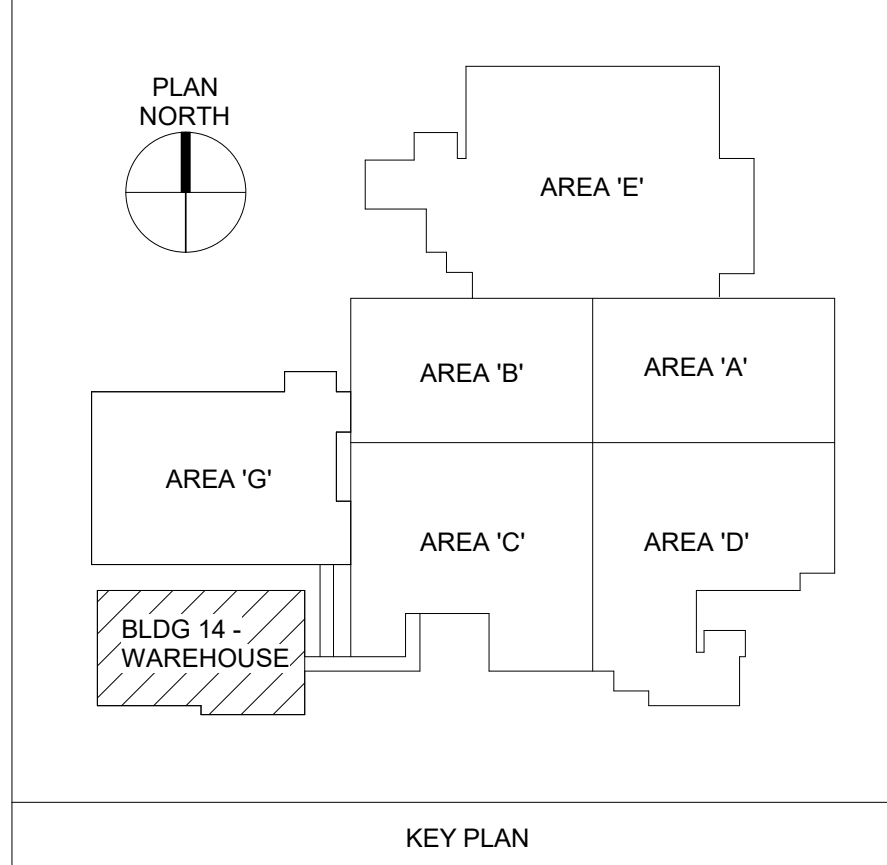 PLAN
NORTH
AREA 'E'
AREA 'B'
AREA 'A'
AREA 'G'
AREA 'C'
AREA 'D'
BLDG 14 -
WAREHOUSE
KEY PLAN